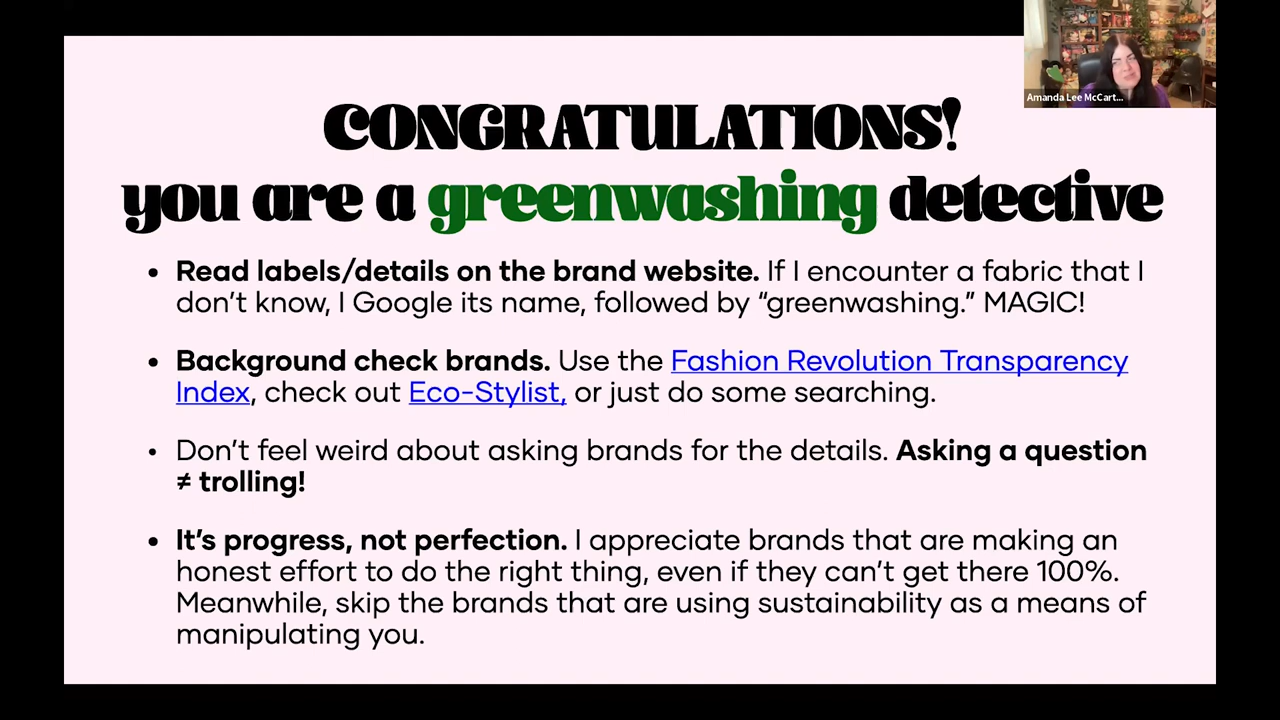 Amanda Lee McCart...
CONGRATULATIONS!
you are a greenwashing detective
• Read labels/details on the brand website. If I encounter a fabric that I
don’t know, I Google its name, followed by “greenwashing.” MAGIC!
• Background check brands. Use the Fashion Revolution Transparency
Index, check out Eco-Stylist, or just do some searching.
• Don’t feel weird about asking brands for the details. Asking a question
≠ trolling!
• It’s progress, not perfection. I appreciate brands that are making an
honest effort to do the right thing, even if they can’t get there 100%.
Meanwhile, skip the brands that are using sustainability as a means of
manipulating you.